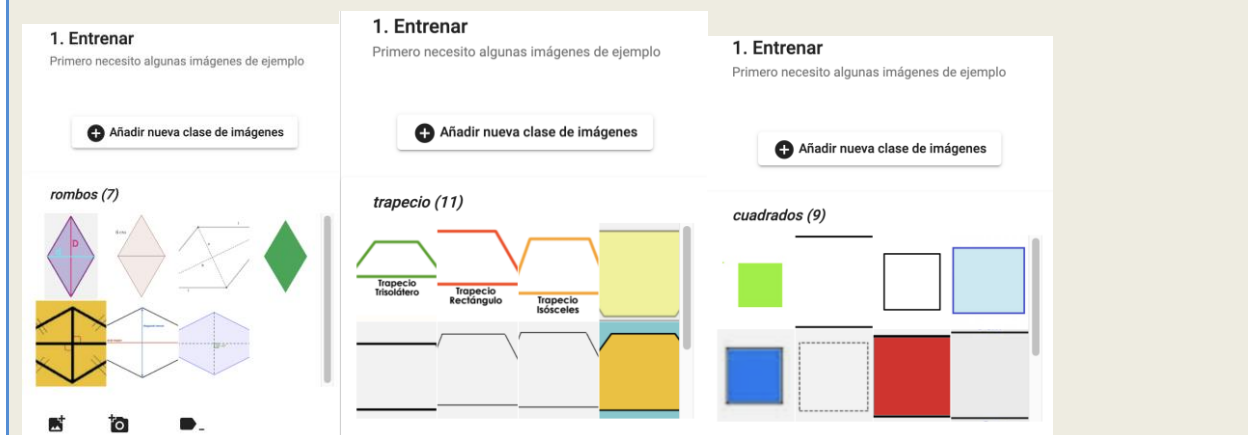 1. Entrenar
Primero necesito algunas imágenes de ejemplo
Añadir nueva clase de imágenes
rombos (7)
D
1. Entrenar
Primero necesito algunas imágenes de ejemplo
Añadir nueva clase de imágenes
trapecio (11)
Trapecio
Trisolátero
Trapecio
Rectángulo
Trapecio
Isósceles
1. Entrenar
Primero necesito algunas imágenes de ejemplo
Añadir nueva clase de imágenes
cuadrados (9)